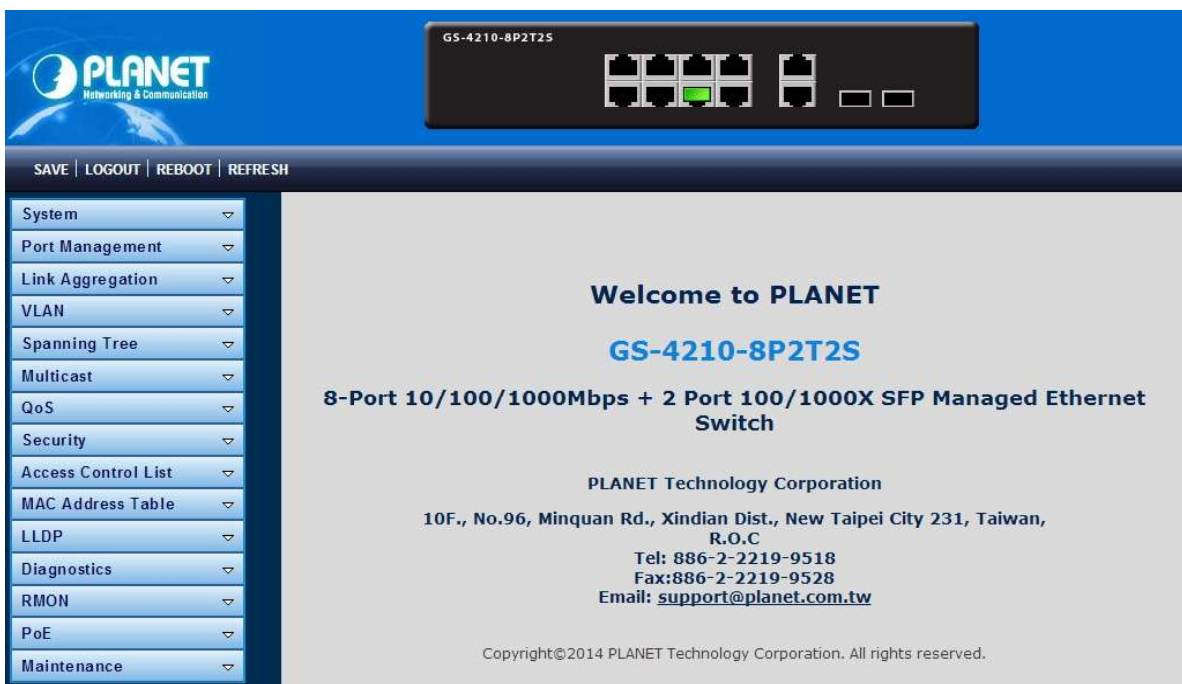 GS-4210-8P2T2S
PLANET
Networking & Communication
SAVE | LOGOUT | REBOOT | REFRESH
System
Port Management
Link Aggregation
VLAN
Spanning Tree
Multicast
QoS
Security
Access Control List
MAC Address Table
LLDP
Diagnostics
RMON
PoE
Maintenance
Welcome to PLANET
GS-4210-8P2T2S
8-Port 10/100/1000Mbps + 2 Port 100/1000X SFP Managed Ethernet
Switch
PLANET Technology Corporation
10F., No.96, Minquan Rd., Xindian Dist., New Taipei City 231, Taiwan,
R.O.C
Tel: 886-2-2219-9518
Fax:886-2-2219-9528
Email: support@planet.com.tw
Copyright©2014 PLANET Technology Corporation. All rights reserved.